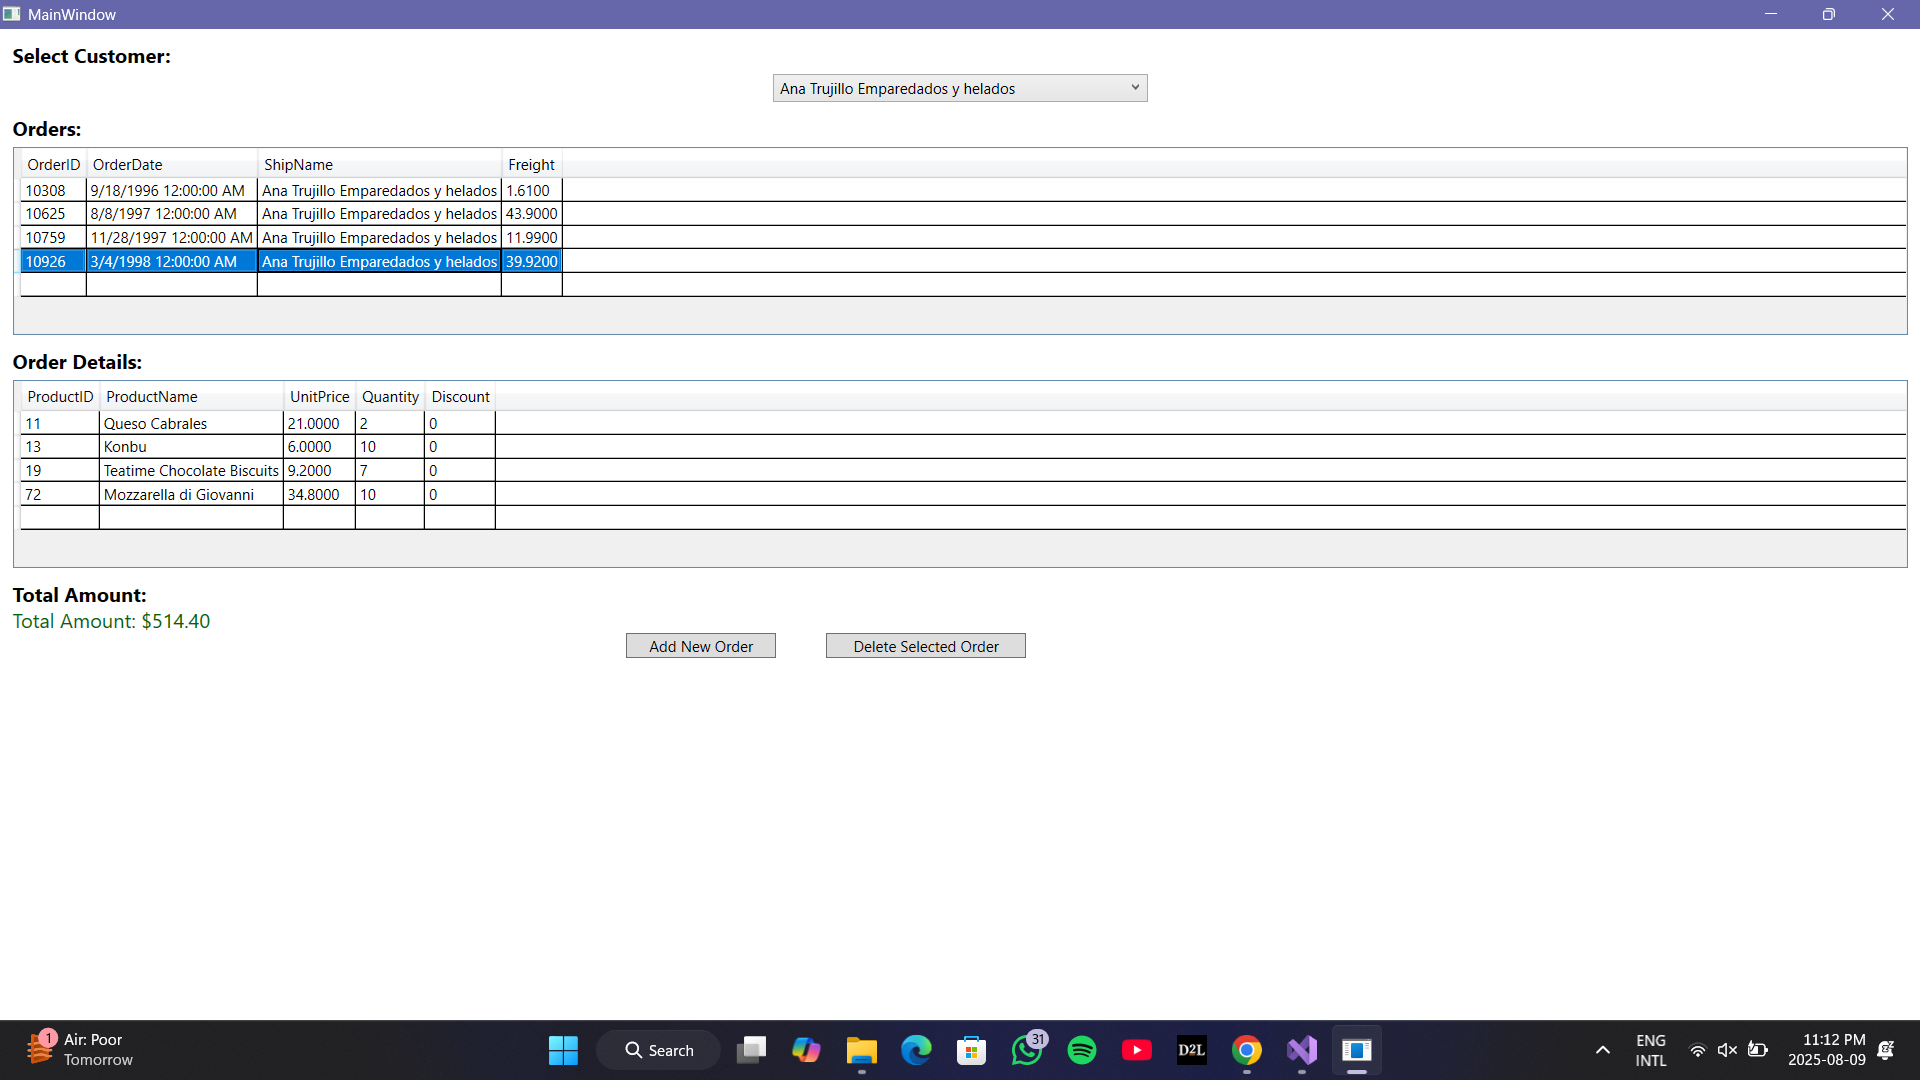 MainWindow
Select Customer:
Ana Trujillo Emparedados y helados
Orders:
OrderID OrderDate ShipName Freight
10308 9/18/1996 12:00:00 AM Ana Trujillo Emparedados y helados 1.6100
10625 8/8/1997 12:00:00 AM Ana Trujillo Emparedados y helados 43.9000
10759 11/28/1997 12:00:00 AM Ana Trujillo Emparedados y helados 11.9900
10926 3/4/1998 12:00:00 AM Ana Trujillo Emparedados y helados 39.9200
Order Details:
ProductID ProductName UnitPrice Quantity Discount
11 Queso Cabrales 21.0000 2 0
13 Konbu 6.0000 10 0
19 Teatime Chocolate Biscuits 9.2000 7 0
72 Mozzarella di Giovanni 34.8000 10 0
Total Amount:
Total Amount: $514.40
Add New Order Delete Selected Order
1 Air: Poor
Tomorrow
Search
31
D2L
ENG
INTL
11:12 PM
2025-08-09